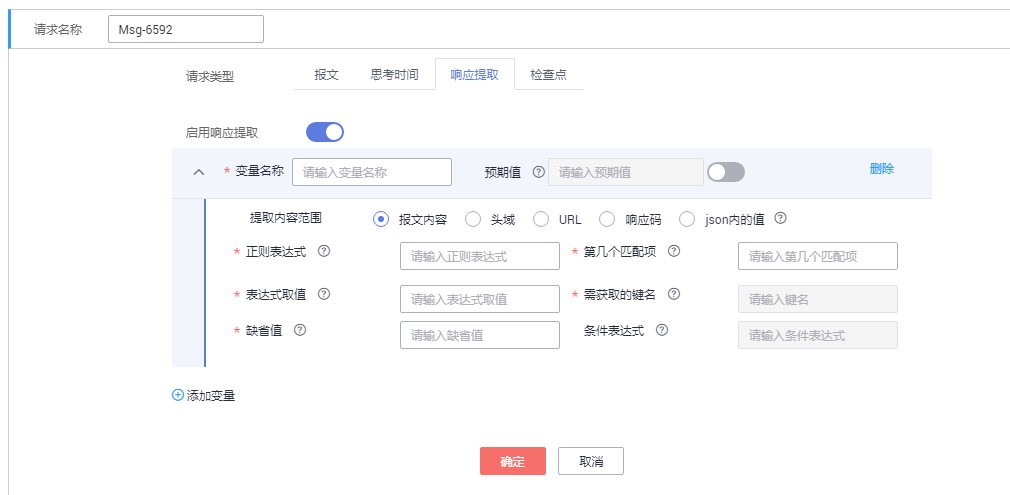 请求名称 Msg-6592
请求类型 报文 思考时间 响应提取 检查点
启用响应提取
* 变量名称 请输入变量名称 预期值 ? 请输入预期值 删除
提取内容范围 报文内容 头域 URL 响应码 json内的值 ?
* 正则表达式 ? 请输入正则表达式 * 第几个匹配项 ? 请输入第几个匹配项
* 表达式取值 ? 请输入表达式取值 * 需获取的键名 ? 请输入键名
* 缺省值 ? 请输入缺省值 条件表达式 ? 请输入条件表达式
添加变量
确定 取消